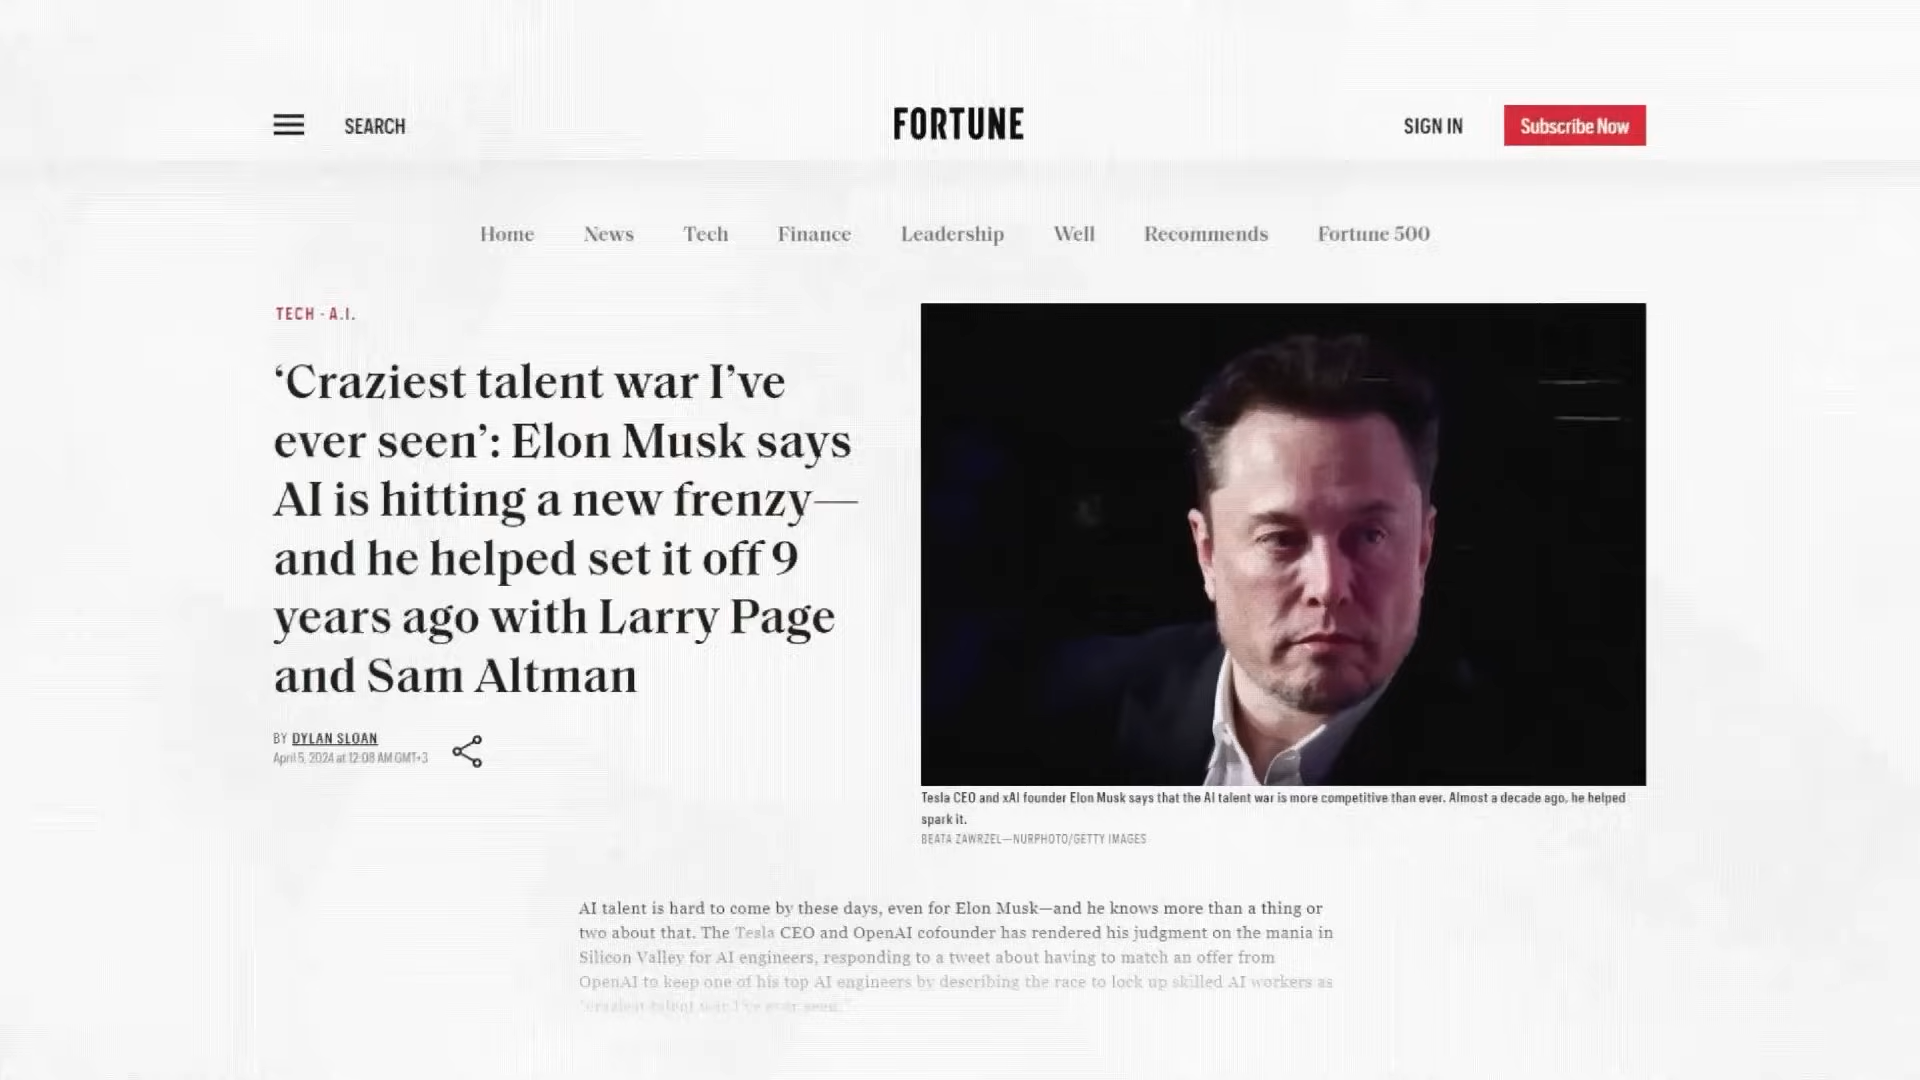 SEARCH
FORTUNE
SIGN IN
Subscribe Now
Home
News
Tech
Finance
Leadership
Well
Recommends
Fortune 500
TECH - A.I.
‘Craziest talent war I’ve
ever seen’: Elon Musk says
AI is hitting a new frenzy—
and he helped set it off 9
years ago with Larry Page
and Sam Altman
BY DYLAN SLOAN
April 5, 2024 at 12:08 AM GMT+3
Tesla CEO and xAI founder Elon Musk says that the AI talent war is more competitive than ever. Almost a decade ago, he helped
spark it.
BEATA ZAWRZEL—NURPHOTO/GETTY IMAGES
AI talent is hard to come by these days, even for Elon Musk—and he knows more than a thing or
two about that. The Tesla CEO and OpenAI cofounder has rendered his judgment on the mania in
Silicon Valley for AI engineers, responding to a tweet about having to match an offer from
OpenAI to keep one of his top AI engineers by describing the race to lock up skilled AI workers as
“craziest talent war I’ve ever seen.”